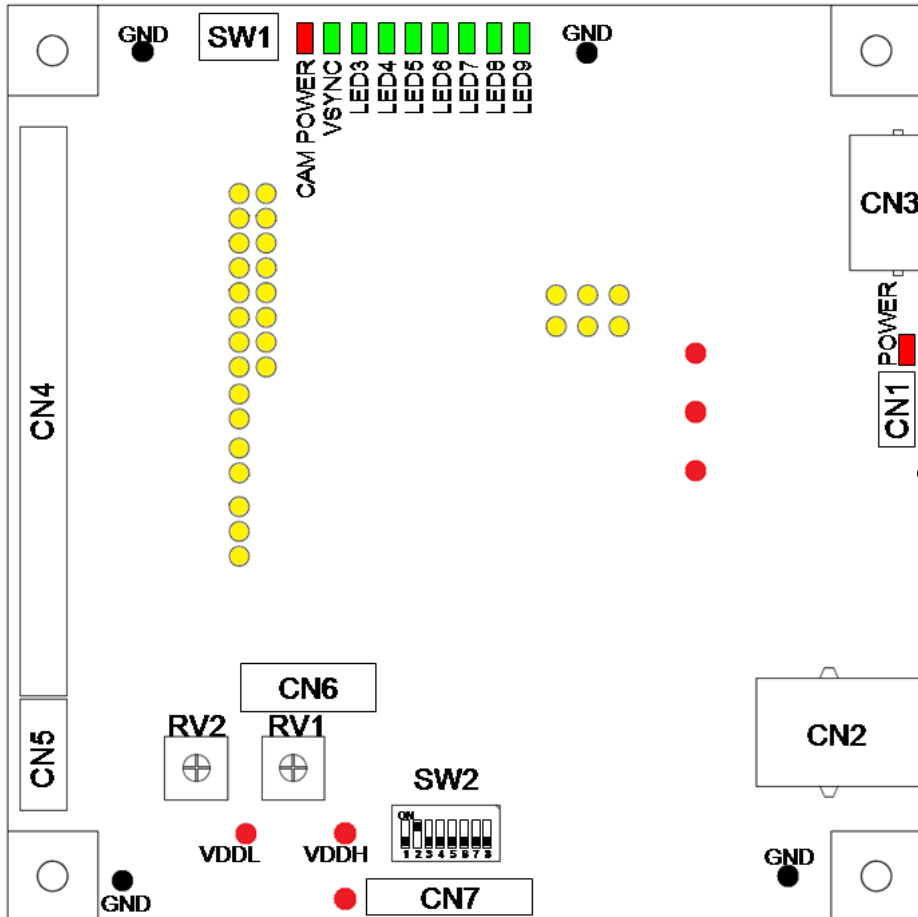 GND
SW1
GND
CAM POWER
VSYNC
LED3
LED4
LED5
LED6
LED7
LED8
LED9
CN3
POWER
CN1
CN4
CN6
RV2
RV1
CN5
CN2
SW2
ON
1 2 3 4 5 6 7 8
VDDL
VDDH
GND
CN7
GND